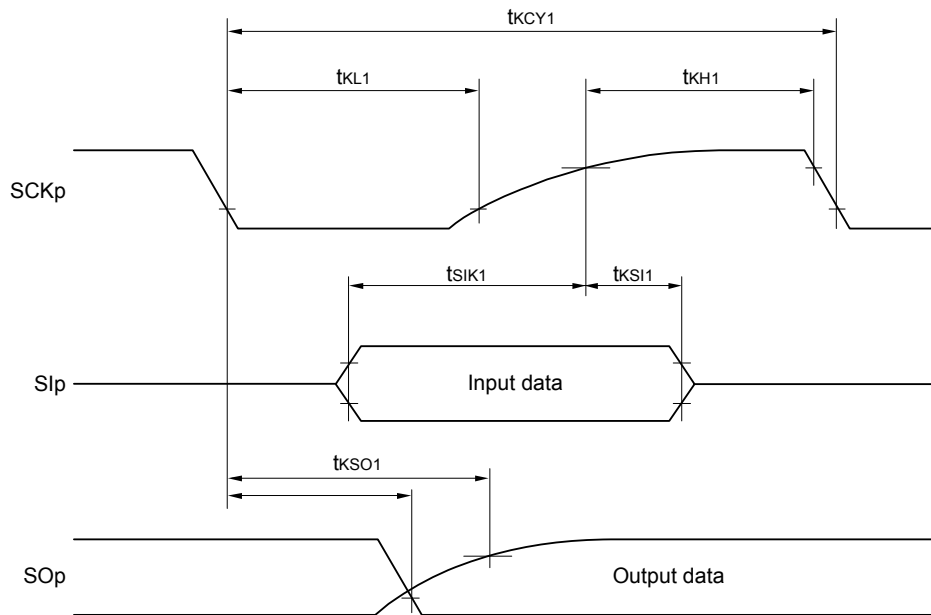 tKCY1
tKL1
tKH1
SCKp
tSIK1
tKSI1
SIp
Input data
tKSO1
SOp
Output data